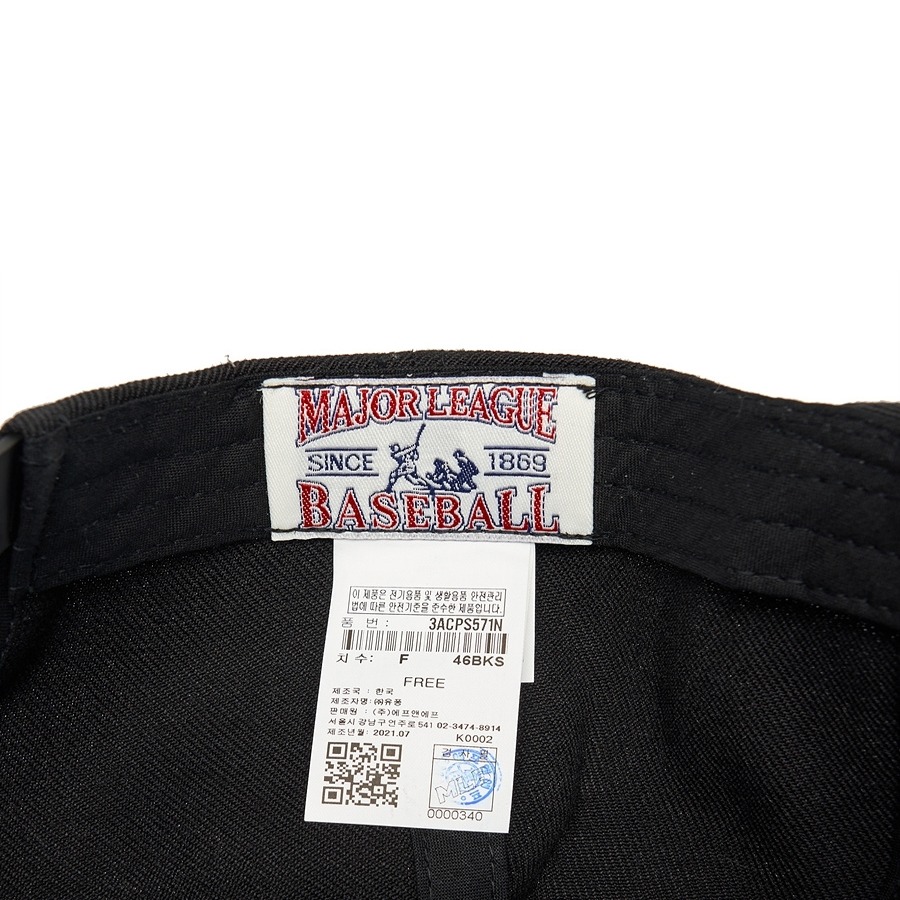 MAJOR LEAGUE
SINCE 1869
BASEBALL
이 제품은 전기용품 및 생활용품 안전관리
법에 따른 안전기준을 준수한 제품입니다.
품 번: 3ACPS571N
치수: F 46BKS
FREE
제조국 : 한국
제조자명: ㈜유풍
판매원 : (주)에프앤에프
서울시 강남구 언주로 541 02-3474-8914
제조년월: 2021.07 K0002
검 사 필
MLB
0000340